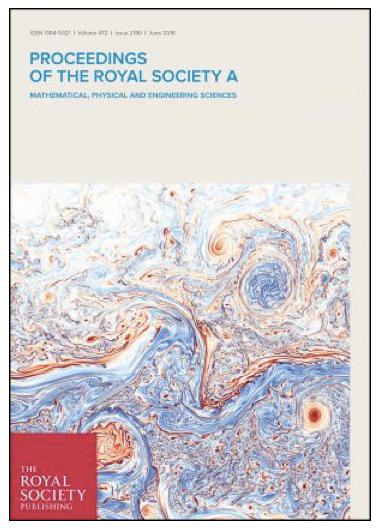 ISSN 1364-5021 | Volume 472 | Issue 2190 | June 2016
PROCEEDINGS
OF THE ROYAL SOCIETY A
MATHEMATICAL, PHYSICAL AND ENGINEERING SCIENCES
THE
ROYAL
SOCIETY
PUBLISHING